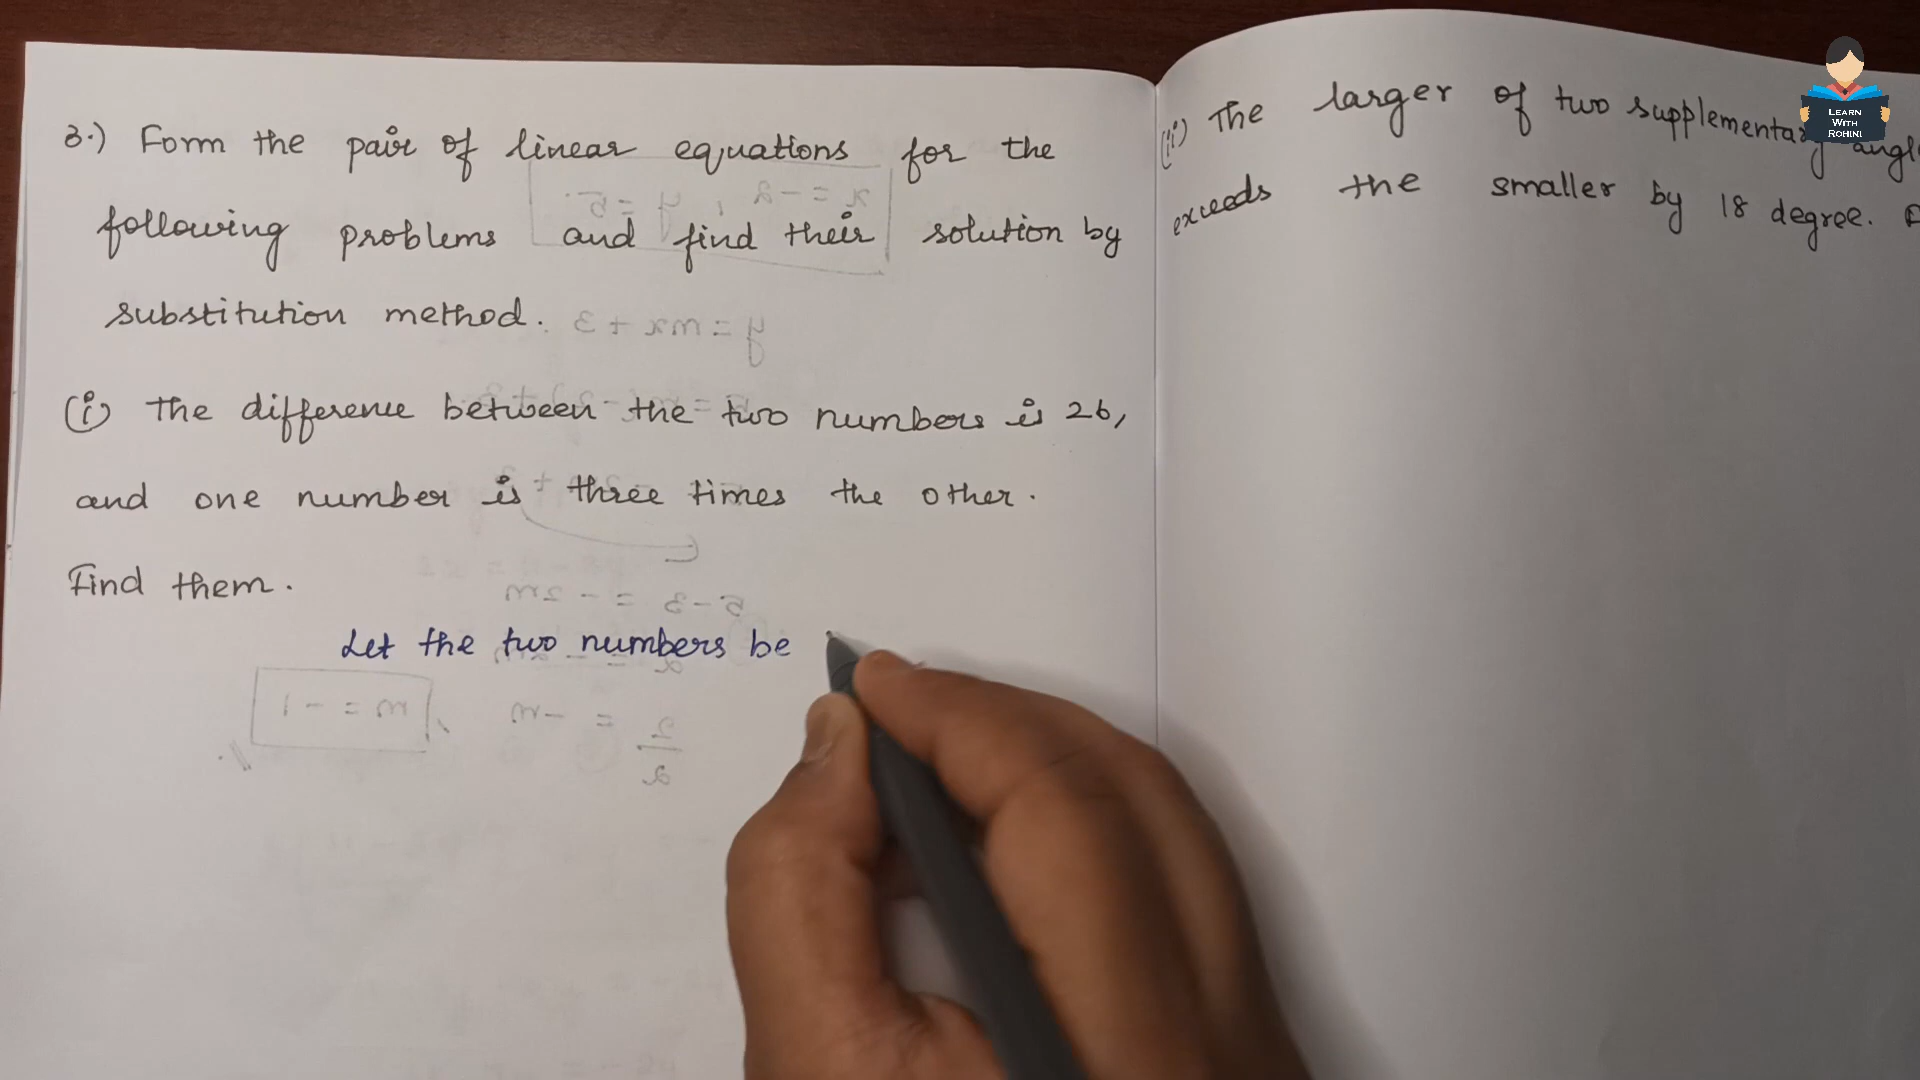 3.) Form the pair of linear equations for the
following problems and find their solution by
substitution method.
(i) The difference between the two numbers is 26,
and one number is three times the other.
Find them.
Let the two numbers be
(ii) The larger of two supplementary angl
exceeds the smaller by 18 degree.
LEARN
WITH
ROHINI